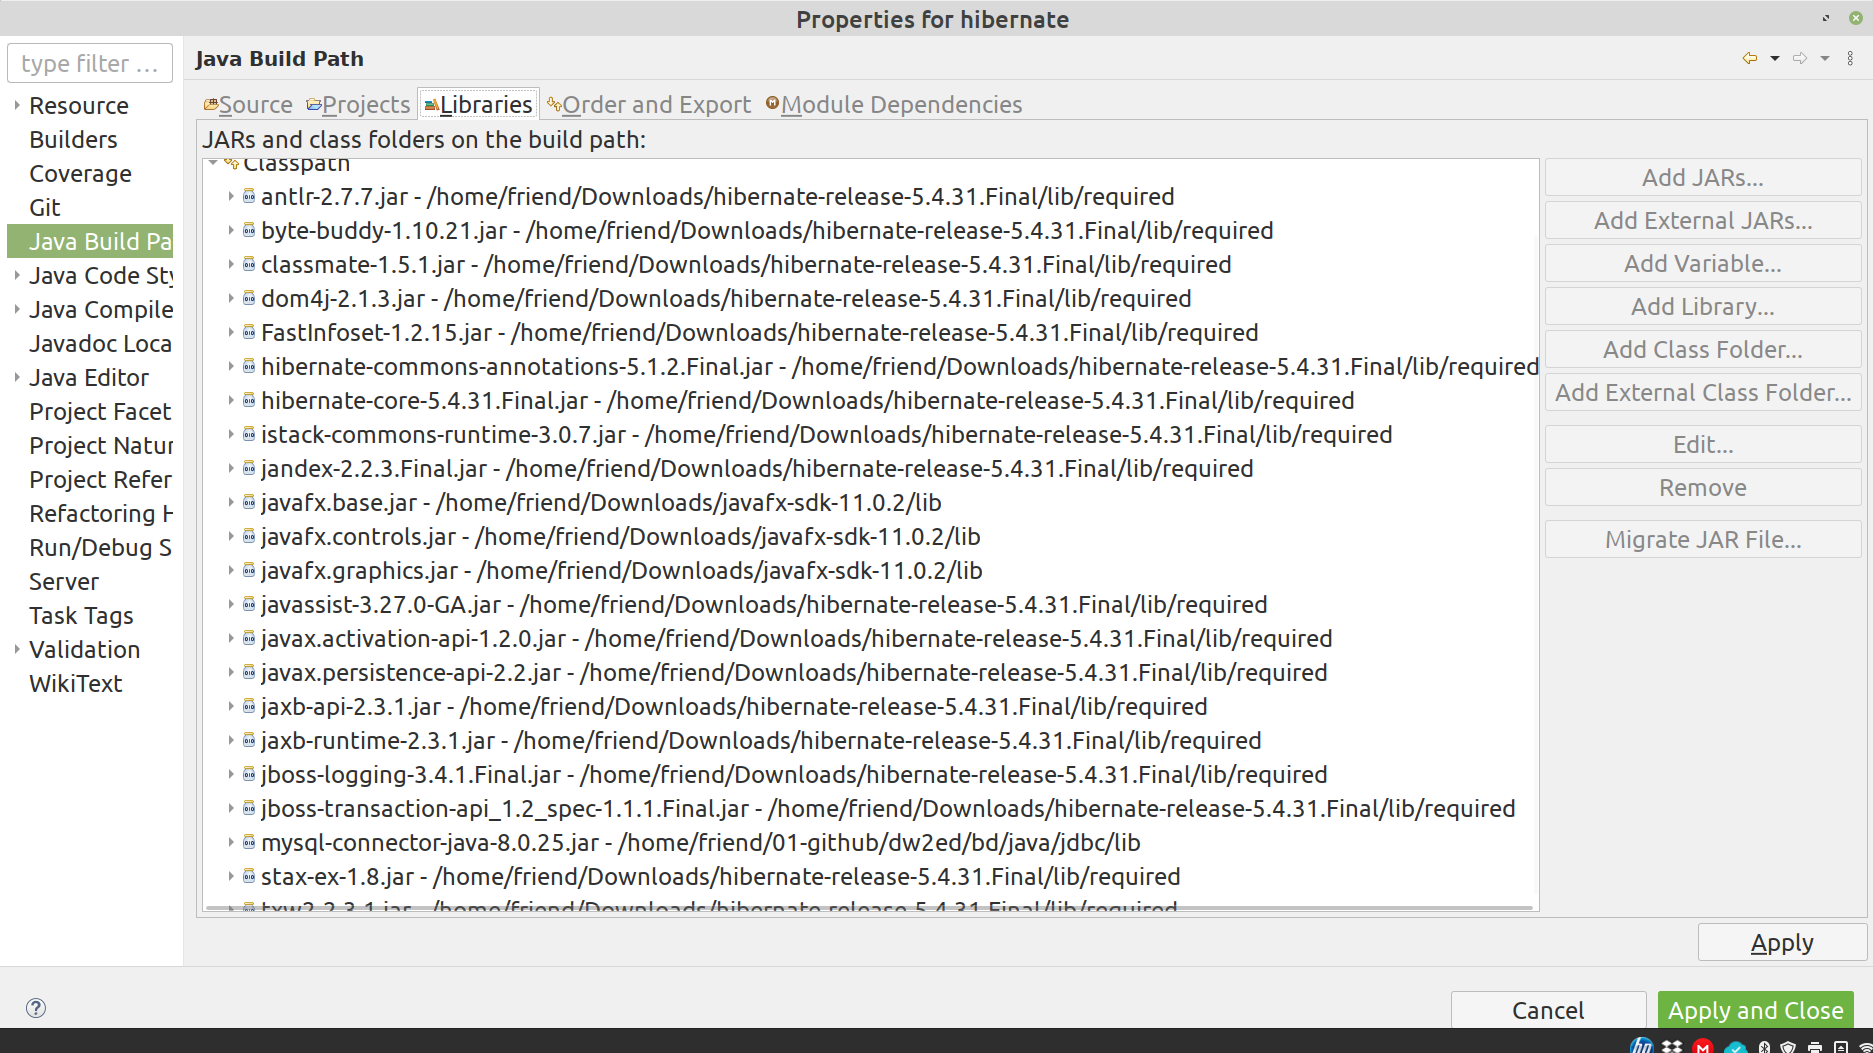 Properties for hibernate
type filter ...
Resource
Builders
Coverage
Git
Java Build Pa
Java Code Sty
Java Compile
Javadoc Loca
Java Editor
Project Facet
Project Natur
Project Refer
Refactoring H
Run/Debug S
Server
Task Tags
Validation
WikiText
Java Build Path
Source Projects Libraries Order and Export Module Dependencies
JARs and class folders on the build path:
Classpath
antlr-2.7.7.jar - /home/friend/Downloads/hibernate-release-5.4.31.Final/lib/required
byte-buddy-1.10.21.jar - /home/friend/Downloads/hibernate-release-5.4.31.Final/lib/required
classmate-1.5.1.jar - /home/friend/Downloads/hibernate-release-5.4.31.Final/lib/required
dom4j-2.1.3.jar - /home/friend/Downloads/hibernate-release-5.4.31.Final/lib/required
FastInfoset-1.2.15.jar - /home/friend/Downloads/hibernate-release-5.4.31.Final/lib/required
hibernate-commons-annotations-5.1.2.Final.jar - /home/friend/Downloads/hibernate-release-5.4.31.Final/lib/required
hibernate-core-5.4.31.Final.jar - /home/friend/Downloads/hibernate-release-5.4.31.Final/lib/required
istack-commons-runtime-3.0.7.jar - /home/friend/Downloads/hibernate-release-5.4.31.Final/lib/required
jandex-2.2.3.Final.jar - /home/friend/Downloads/hibernate-release-5.4.31.Final/lib/required
javafx.base.jar - /home/friend/Downloads/javafx-sdk-11.0.2/lib
javafx.controls.jar - /home/friend/Downloads/javafx-sdk-11.0.2/lib
javafx.graphics.jar - /home/friend/Downloads/javafx-sdk-11.0.2/lib
javassist-3.27.0-GA.jar - /home/friend/Downloads/hibernate-release-5.4.31.Final/lib/required
javax.activation-api-1.2.0.jar - /home/friend/Downloads/hibernate-release-5.4.31.Final/lib/required
javax.persistence-api-2.2.jar - /home/friend/Downloads/hibernate-release-5.4.31.Final/lib/required
jaxb-api-2.3.1.jar - /home/friend/Downloads/hibernate-release-5.4.31.Final/lib/required
jaxb-runtime-2.3.1.jar - /home/friend/Downloads/hibernate-release-5.4.31.Final/lib/required
jboss-logging-3.4.1.Final.jar - /home/friend/Downloads/hibernate-release-5.4.31.Final/lib/required
jboss-transaction-api_1.2_spec-1.1.1.Final.jar - /home/friend/Downloads/hibernate-release-5.4.31.Final/lib/required
mysql-connector-java-8.0.25.jar - /home/friend/01-github/dw2ed/bd/java/jdbc/lib
stax-ex-1.8.jar - /home/friend/Downloads/hibernate-release-5.4.31.Final/lib/required
txw2-2.3.1.jar - /home/friend/Downloads/hibernate-release-5.4.31.Final/lib/required
Add JARs...
Add External JARs...
Add Variable...
Add Library...
Add Class Folder...
Add External Class Folder...
Edit...
Remove
Migrate JAR File...
Apply
Cancel
Apply and Close